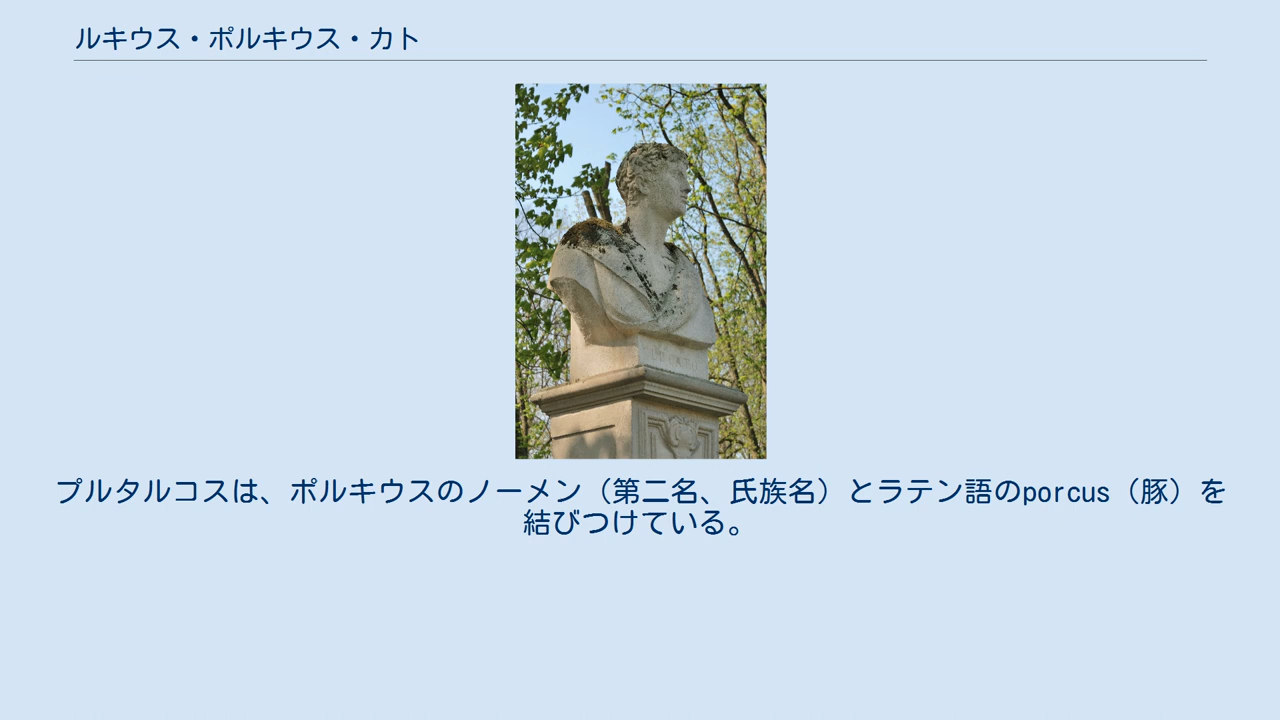 ルキウス・ポルキウス・カト
プルタルコスは、ポルキウスのノーメン（第二名、氏族名）とラテン語のporcus（豚）を
結びつけている。